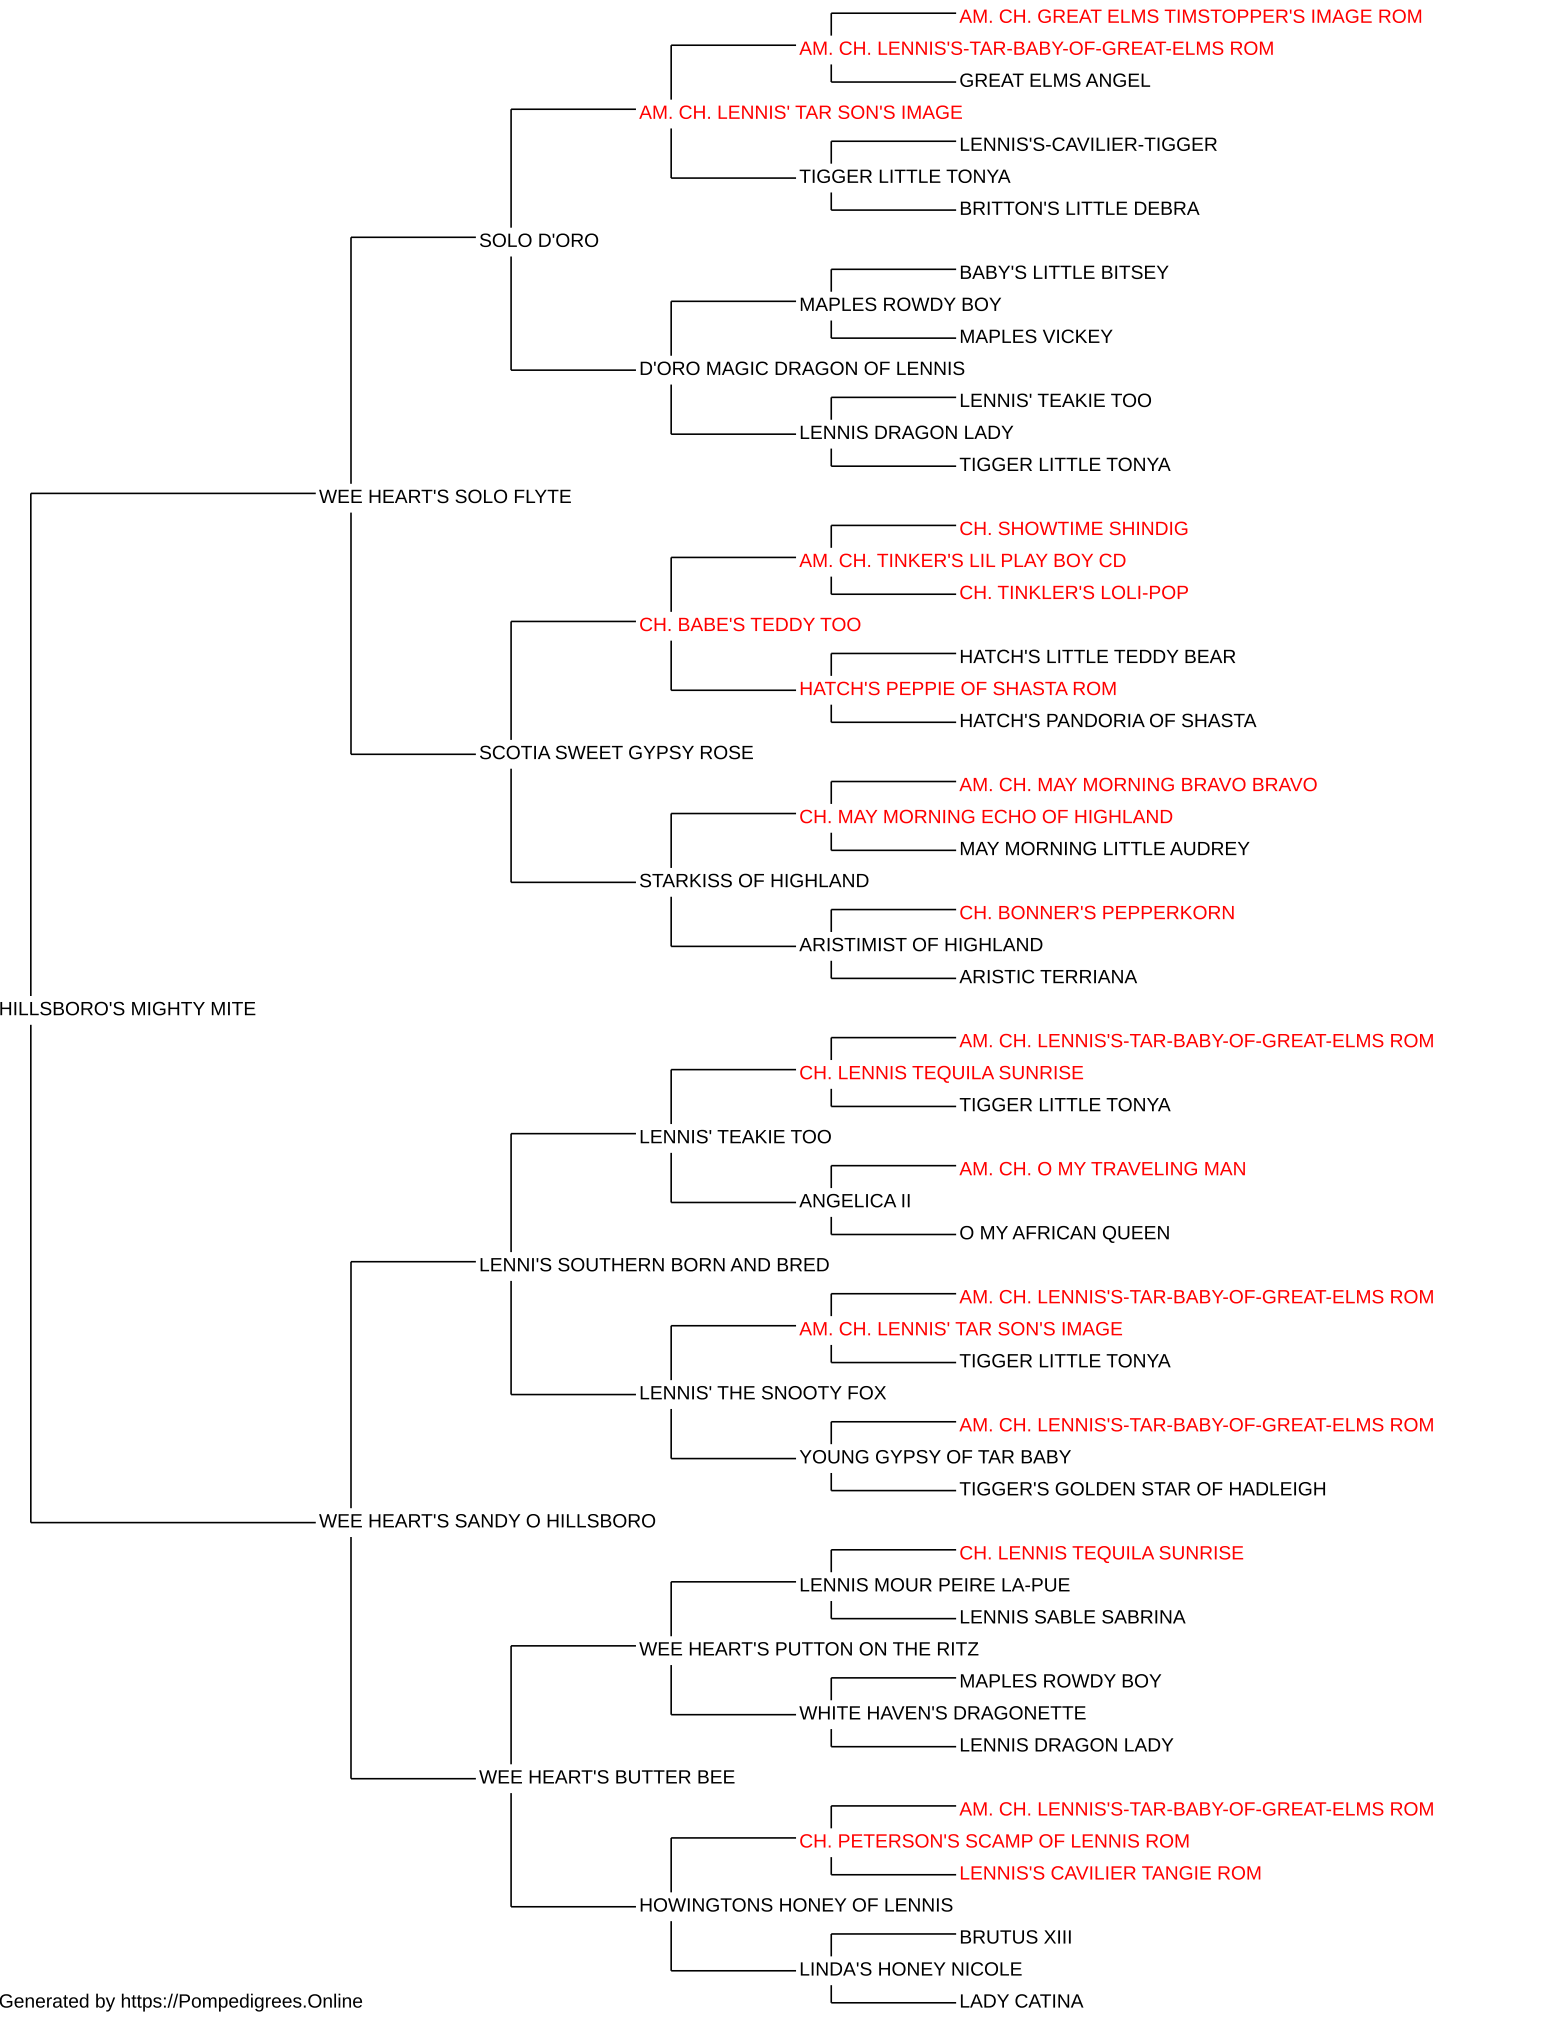 AM. CH. GREAT ELMS TIMSTOPPER'S IMAGE ROM
AM. CH. LENNIS'S-TAR-BABY-OF-GREAT-ELMS ROM
GREAT ELMS ANGEL
AM. CH. LENNIS' TAR SON'S IMAGE
LENNIS'S-CAVILIER-TIGGER
TIGGER LITTLE TONYA
BRITTON'S LITTLE DEBRA
SOLO D'ORO
BABY'S LITTLE BITSEY
MAPLES ROWDY BOY
MAPLES VICKEY
D'ORO MAGIC DRAGON OF LENNIS
LENNIS' TEAKIE TOO
LENNIS DRAGON LADY
TIGGER LITTLE TONYA
WEE HEART'S SOLO FLYTE
CH. SHOWTIME SHINDIG
AM. CH. TINKER'S LIL PLAY BOY CD
CH. TINKLER'S LOLI-POP
CH. BABE'S TEDDY TOO
HATCH'S LITTLE TEDDY BEAR
HATCH'S PEPPIE OF SHASTA ROM
HATCH'S PANDORIA OF SHASTA
SCOTIA SWEET GYPSY ROSE
AM. CH. MAY MORNING BRAVO BRAVO
CH. MAY MORNING ECHO OF HIGHLAND
MAY MORNING LITTLE AUDREY
STARKISS OF HIGHLAND
CH. BONNER'S PEPPERKORN
ARISTIMIST OF HIGHLAND
ARISTIC TERRIANA
HILLSBORO'S MIGHTY MITE
AM. CH. LENNIS'S-TAR-BABY-OF-GREAT-ELMS ROM
CH. LENNIS TEQUILA SUNRISE
TIGGER LITTLE TONYA
LENNIS' TEAKIE TOO
AM. CH. O MY TRAVELING MAN
ANGELICA II
O MY AFRICAN QUEEN
LENNI'S SOUTHERN BORN AND BRED
AM. CH. LENNIS'S-TAR-BABY-OF-GREAT-ELMS ROM
AM. CH. LENNIS' TAR SON'S IMAGE
TIGGER LITTLE TONYA
LENNIS' THE SNOOTY FOX
AM. CH. LENNIS'S-TAR-BABY-OF-GREAT-ELMS ROM
YOUNG GYPSY OF TAR BABY
TIGGER'S GOLDEN STAR OF HADLEIGH
WEE HEART'S SANDY O HILLSBORO
CH. LENNIS TEQUILA SUNRISE
LENNIS MOUR PEIRE LA-PUE
LENNIS SABLE SABRINA
WEE HEART'S PUTTON ON THE RITZ
MAPLES ROWDY BOY
WHITE HAVEN'S DRAGONETTE
LENNIS DRAGON LADY
WEE HEART'S BUTTER BEE
AM. CH. LENNIS'S-TAR-BABY-OF-GREAT-ELMS ROM
CH. PETERSON'S SCAMP OF LENNIS ROM
LENNIS'S CAVILIER TANGIE ROM
HOWINGTONS HONEY OF LENNIS
BRUTUS XIII
LINDA'S HONEY NICOLE
LADY CATINA
Generated by https://Pompedigrees.Online